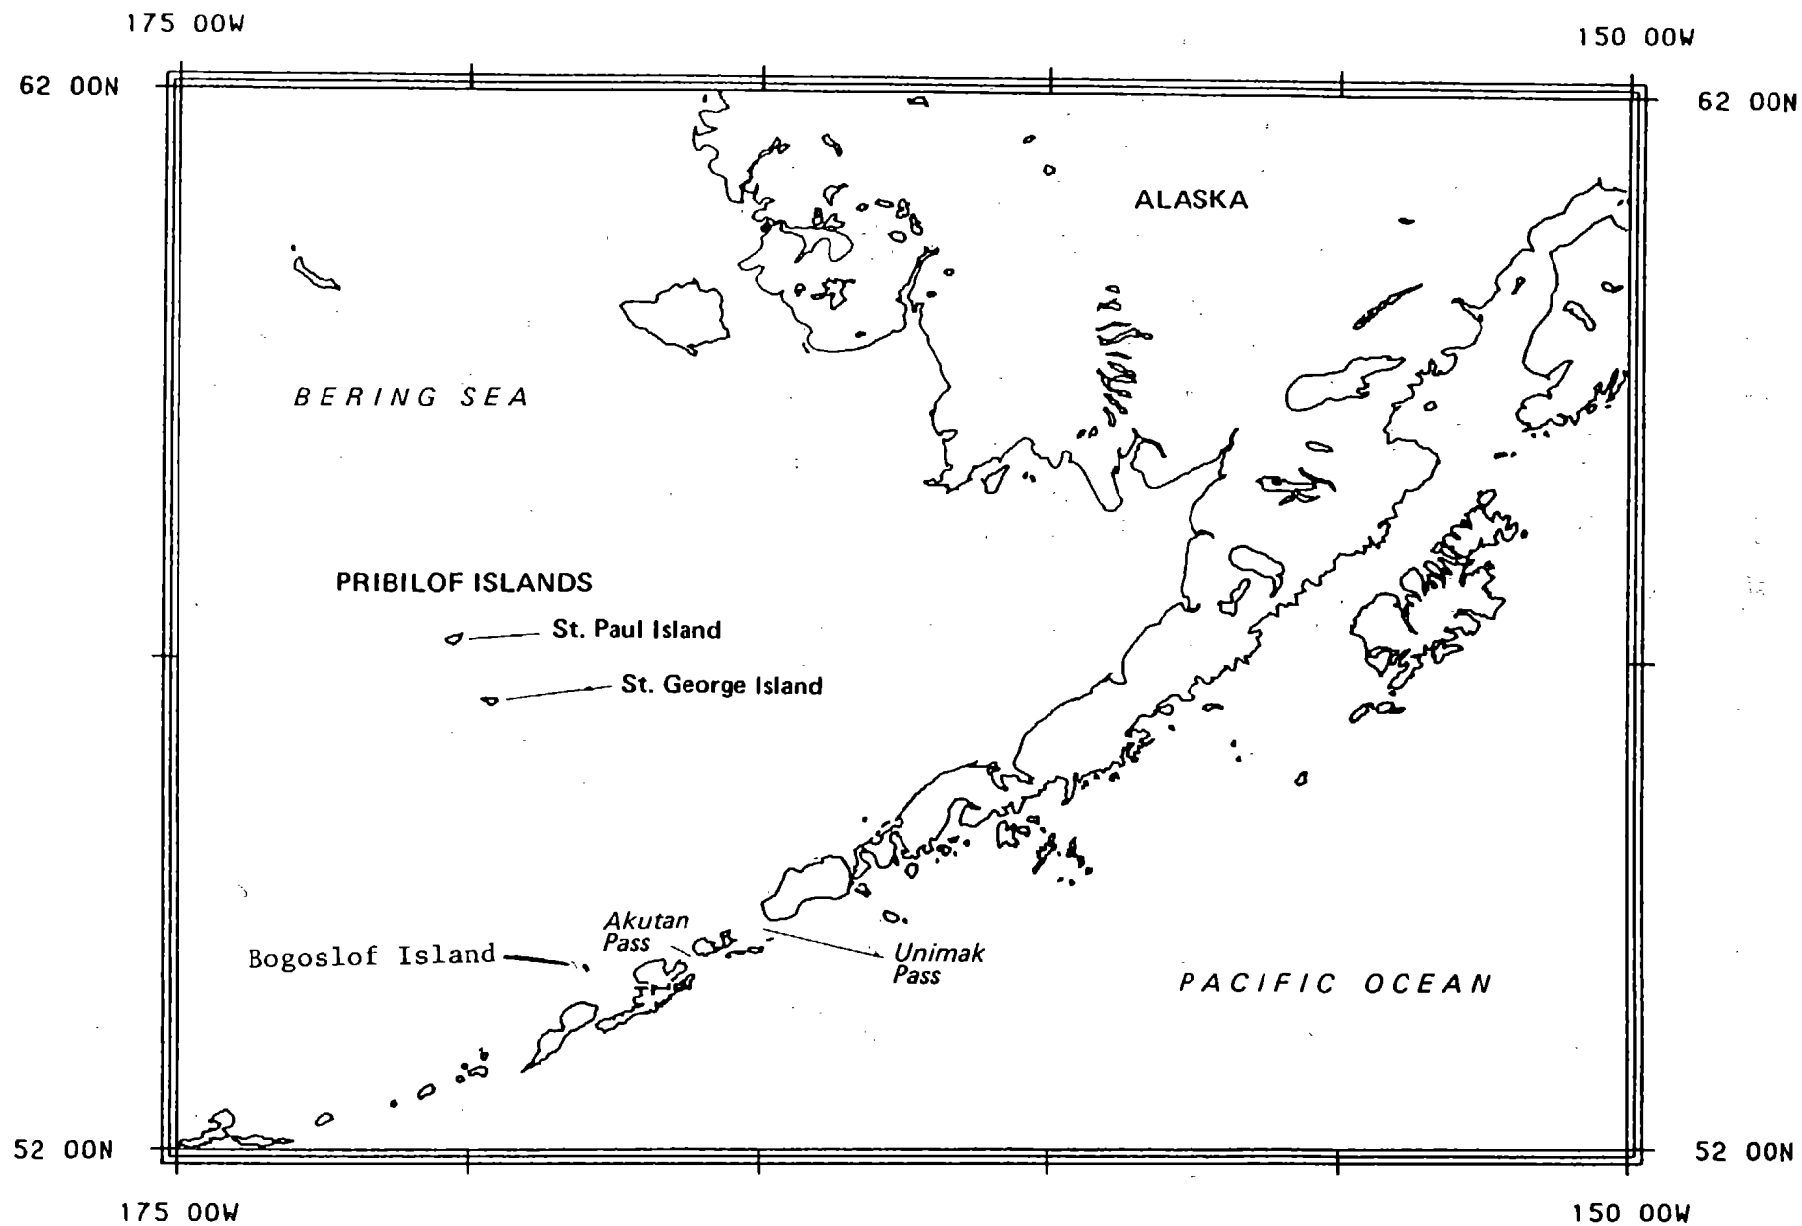 175 00W
150 00W
62 00N
62 00N
ALASKA
BERING SEA
PRIBILOF ISLANDS
St. Paul Island
St. George Island
Akutan
Pass
Bogoslof Island
Unimak
Pass
PACIFIC OCEAN
52 00N
52 00N
175 00W
150 00W